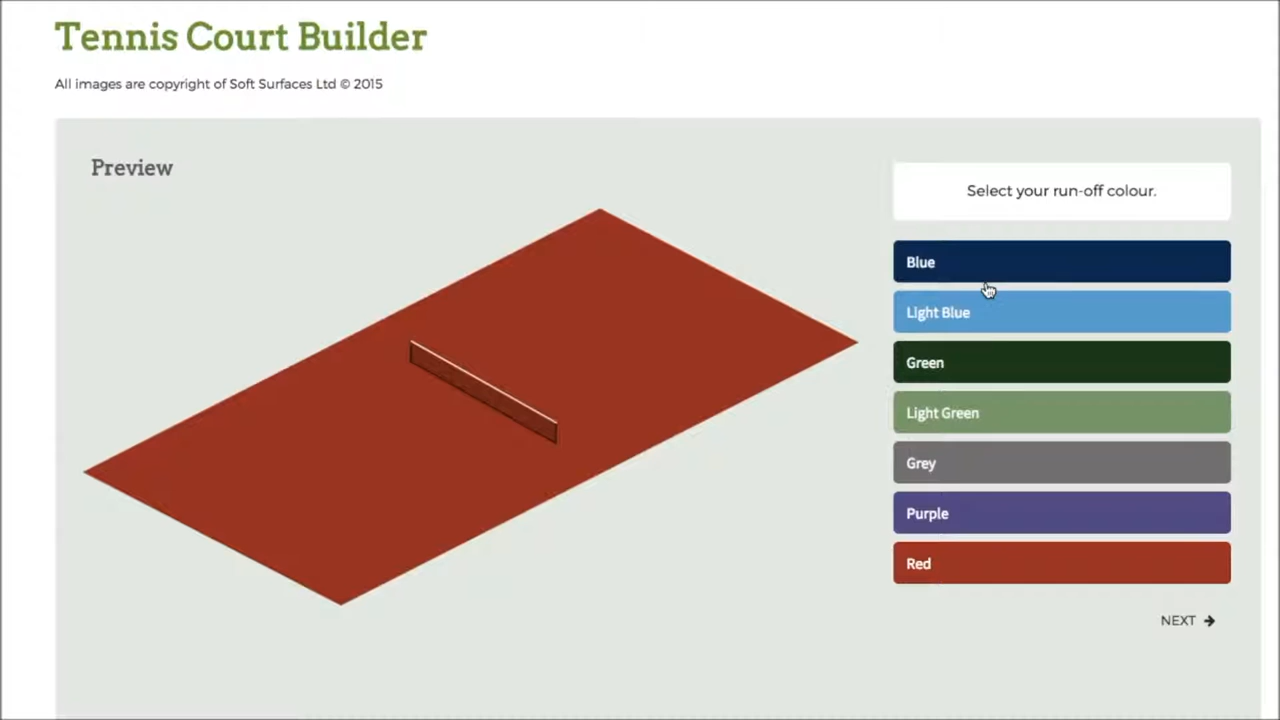 Tennis Court Builder
All images are copyright of Soft Surfaces Ltd © 2015
Preview
Select your run-off colour.
Blue
Light Blue
Green
Light Green
Grey
Purple
Red
NEXT →